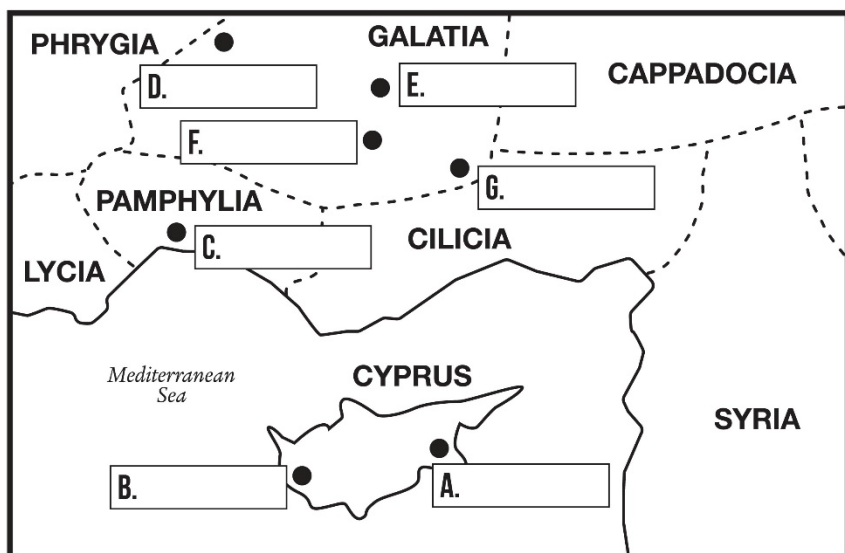 PHRYGIA
GALATIA
CAPPADOCIA
D.
E.
F.
G.
PAMPHYLIA
C.
CILICIA
LYCIA
Mediterranean
Sea
CYPRUS
SYRIA
B.
A.